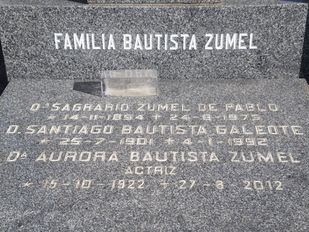 FAMILIA BAUTISTA ZUMEL
Dª SAGRARIO ZUMEL DE PABLO
* 14-11-1894 + 24-8-1975
D. SANTIAGO BAUTISTA GALEOTE
* 25-7-1901 + 4-1-1992
Dª AURORA BAUTISTA ZUMEL
ACTRIZ
* 15-10-1922 + 27-8 2012